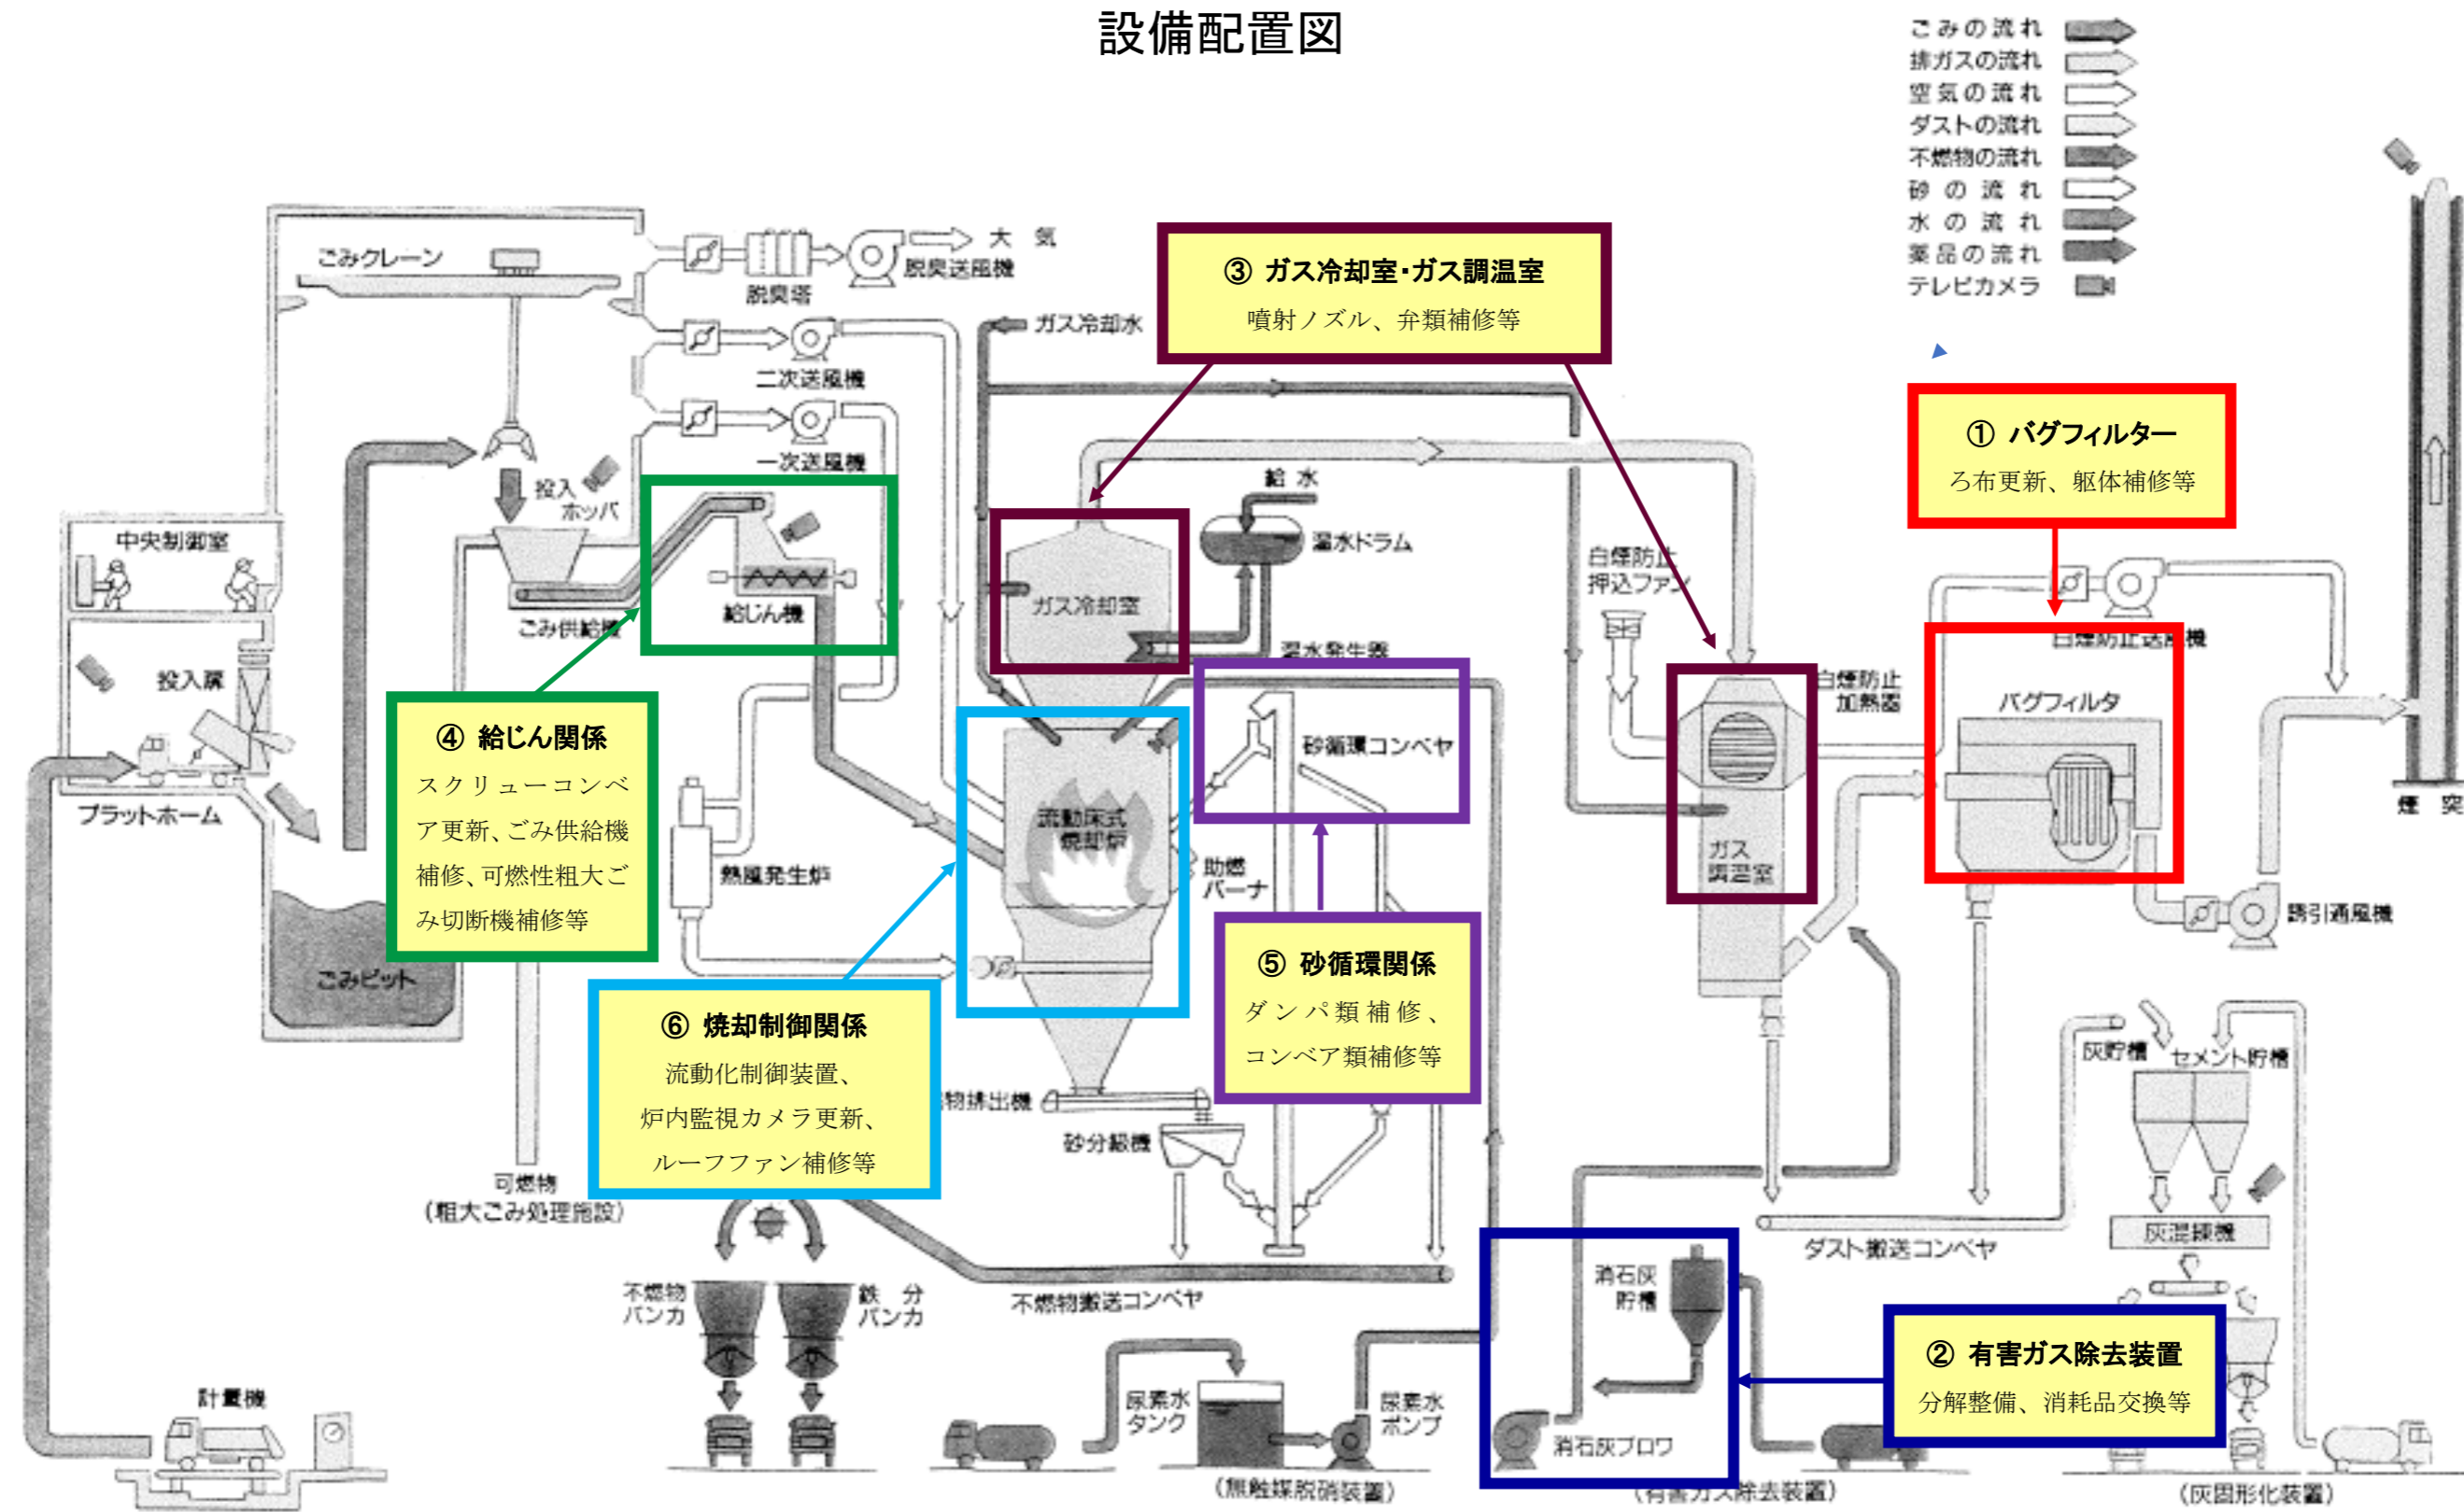 設備配置図
ごみの流れ
排ガスの流れ
空気の流れ
ダストの流れ
不燃物の流れ
砂の流れ
水の流れ
薬品の流れ
テレビカメラ
ごみクレーン
脱臭塔
大気
脱臭送風機
ガス冷却水
二次送風機
一次送風機
③ ガス冷却室・ガス調温室
噴射ノズル、弁類補修等
① バグフィルター
ろ布更新、躯体補修等
投入
ホッパ
中央制御室
ごみ供給機
給じん機
給水
温水ドラム
ガス冷却室
温水発生器
白煙防止
押込ファン
白煙防止送風機
白煙防止
加熱器
バグフィルタ
投入扉
プラットホーム
④ 給じん関係
スクリューコンベ
ア更新、ごみ供給機
補修、可燃性粗大ご
み切断機補修等
砂循環コンベヤ
流動床式
焼却炉
助燃
バーナ
熱風発生炉
ガス
調温室
煙突
誘引通風機
ごみピット
⑤ 砂循環関係
ダンパ類補修、
コンベア類補修等
⑥ 焼却制御関係
流動化制御装置、
炉内監視カメラ更新、
ルーフファン補修等
物排出機
砂分級機
灰貯槽
セメント貯槽
可燃物
(粗大ごみ処理施設)
灰混練機
ダスト搬送コンベヤ
不燃物
バンカ
鉄分
バンカ
不燃物搬送コンベヤ
消石灰
貯槽
② 有害ガス除去装置
分解整備、消耗品交換等
計量機
尿素水
タンク
尿素水
ポンプ
消石灰ブロワ
(無触媒脱硝装置)
(有害ガス除去装置)
(灰固形化装置)